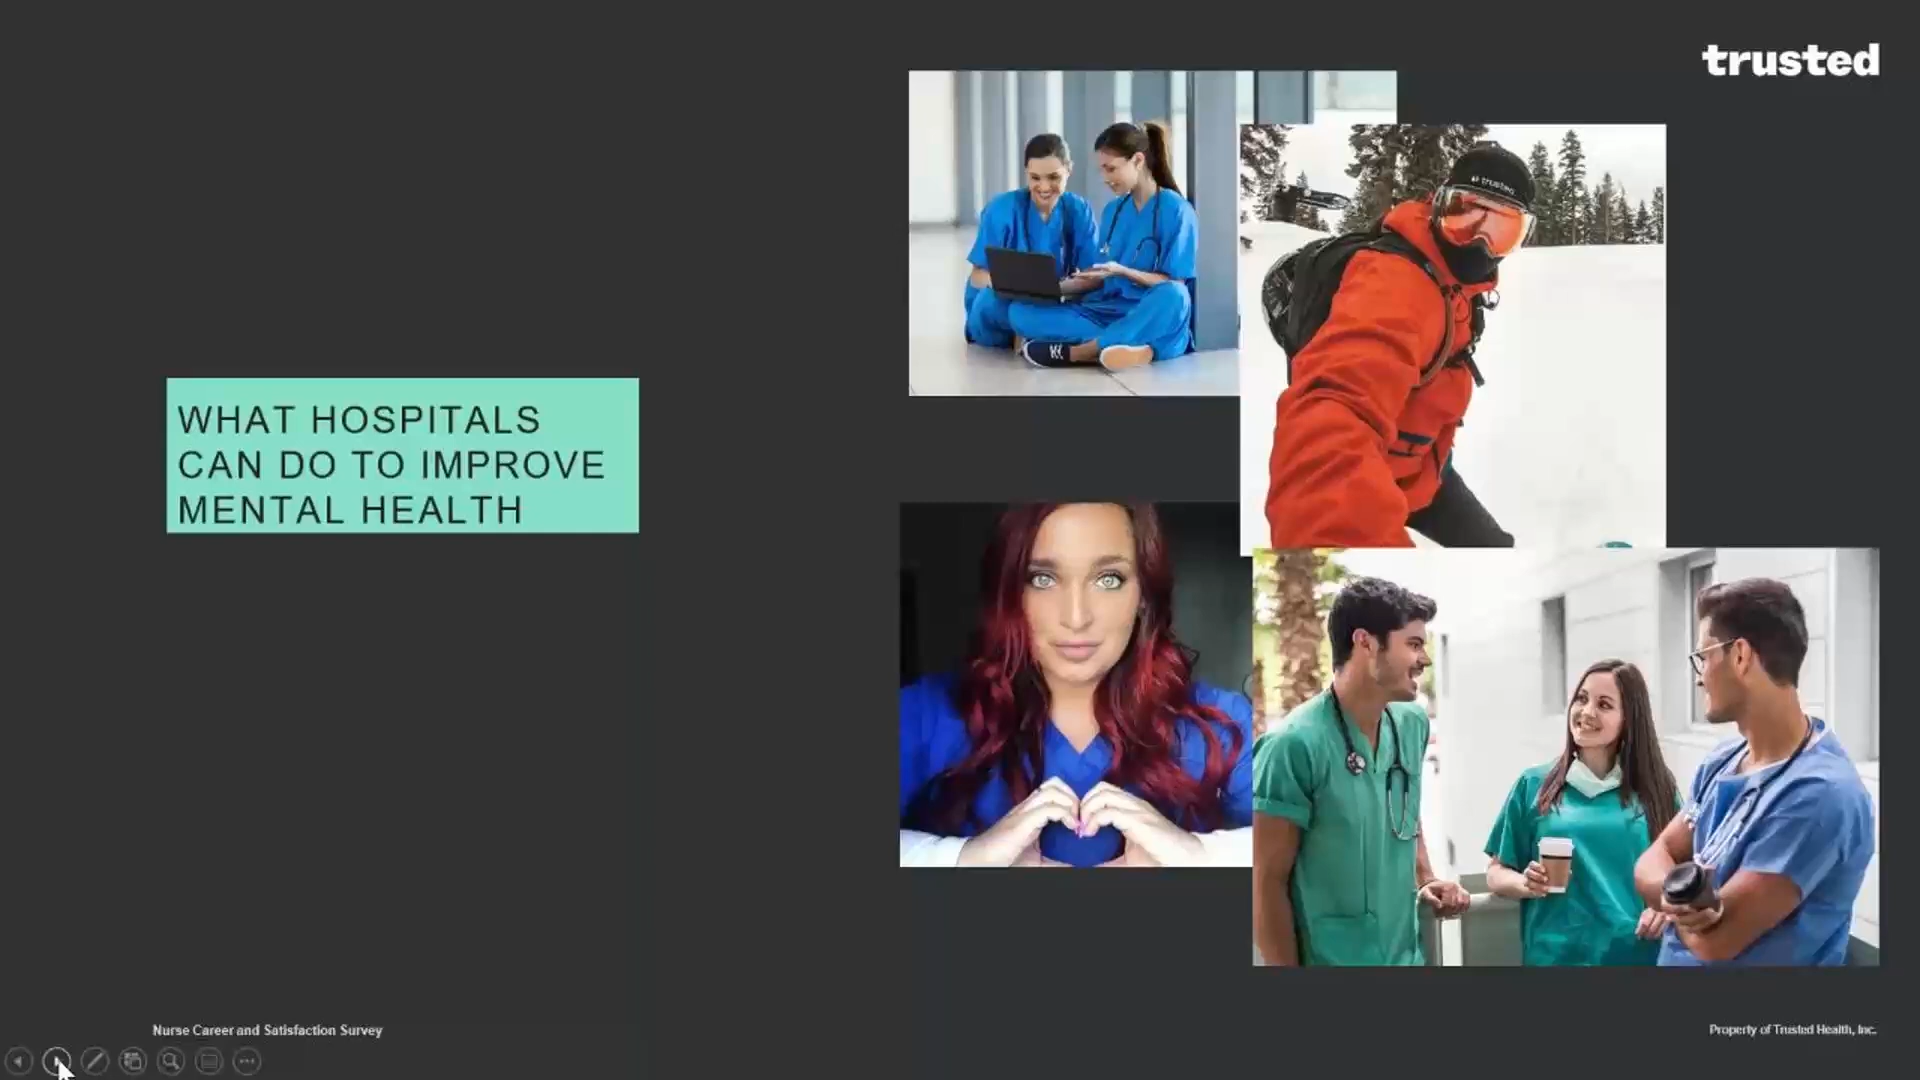 trusted
trusted
WHAT HOSPITALS
CAN DO TO IMPROVE
MENTAL HEALTH
Nurse Career and Satisfaction Survey
Property of Trusted Health, Inc.